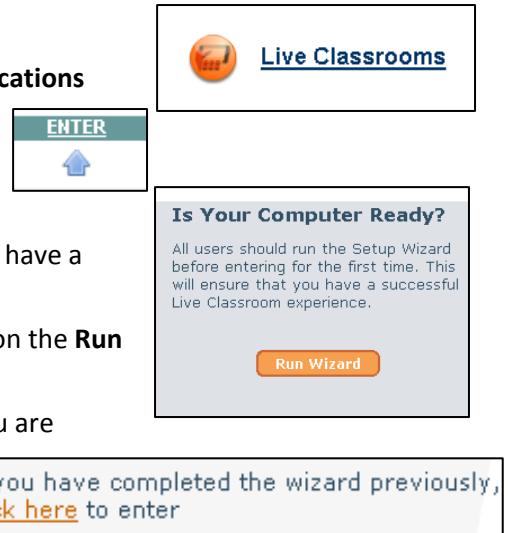 Live Classrooms
cations
ENTER
Is Your Computer Ready?
All users should run the Setup Wizard
before entering for the first time. This
will ensure that you have a successful
Live Classroom experience.
Run Wizard
have a
on the Run
u are
you have completed the wizard previously,
ck here to enter